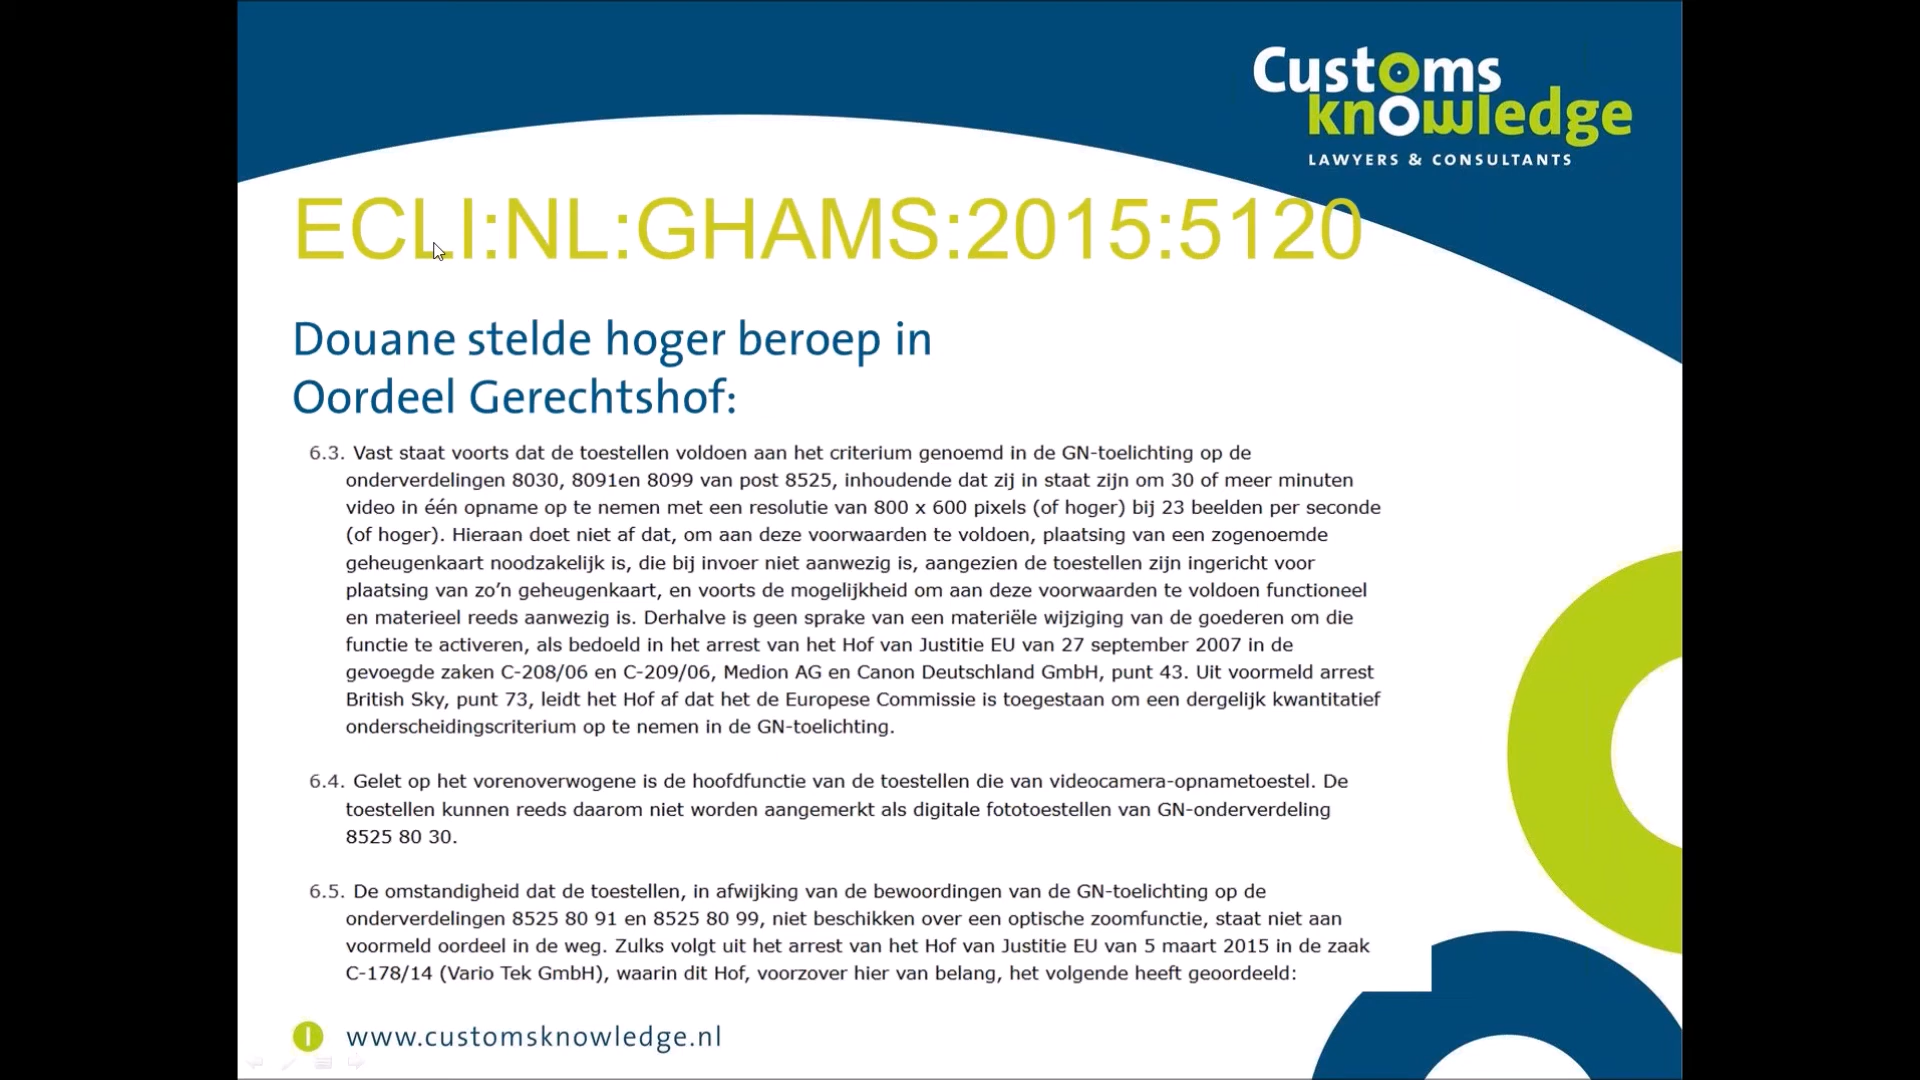 Customs
knowledge
LAWYERS & CONSULTANTS
ECLI:NL:GHAMS:2015:5120
Douane stelde hoger beroep in
Oordeel Gerechtshof:
6.3. Vast staat voorts dat de toestellen voldoen aan het criterium genoemd in de GN-toelichting op de
onderverdelingen 8030, 8091en 8099 van post 8525, inhoudende dat zij in staat zijn om 30 of meer minuten
video in één opname op te nemen met een resolutie van 800 x 600 pixels (of hoger) bij 23 beelden per seconde
(of hoger). Hieraan doet niet af dat, om aan deze voorwaarden te voldoen, plaatsing van een zogenoemde
geheugenkaart noodzakelijk is, die bij invoer niet aanwezig is, aangezien de toestellen zijn ingericht voor
plaatsing van zo’n geheugenkaart, en voorts de mogelijkheid om aan deze voorwaarden te voldoen functioneel
en materieel reeds aanwezig is. Derhalve is geen sprake van een materiële wijziging van de goederen om die
functie te activeren, als bedoeld in het arrest van het Hof van Justitie EU van 27 september 2007 in de
gevoegde zaken C-208/06 en C-209/06, Medion AG en Canon Deutschland GmbH, punt 43. Uit voormeld arrest
British Sky, punt 73, leidt het Hof af dat het de Europese Commissie is toegestaan om een dergelijk kwantitatief
onderscheidingscriterium op te nemen in de GN-toelichting.
6.4. Gelet op het vorenoverwogene is de hoofdfunctie van de toestellen die van videocamera-opnametoestel. De
toestellen kunnen reeds daarom niet worden aangemerkt als digitale fototoestellen van GN-onderverdeling
8525 80 30.
6.5. De omstandigheid dat de toestellen, in afwijking van de bewoordingen van de GN-toelichting op de
onderverdelingen 8525 80 91 en 8525 80 99, niet beschikken over een optische zoomfunctie, staat niet aan
voormeld oordeel in de weg. Zulks volgt uit het arrest van het Hof van Justitie EU van 5 maart 2015 in de zaak
C-178/14 (Vario Tek GmbH), waarin dit Hof, voorzover hier van belang, het volgende heeft geoordeeld:
www.customsknowledge.nl